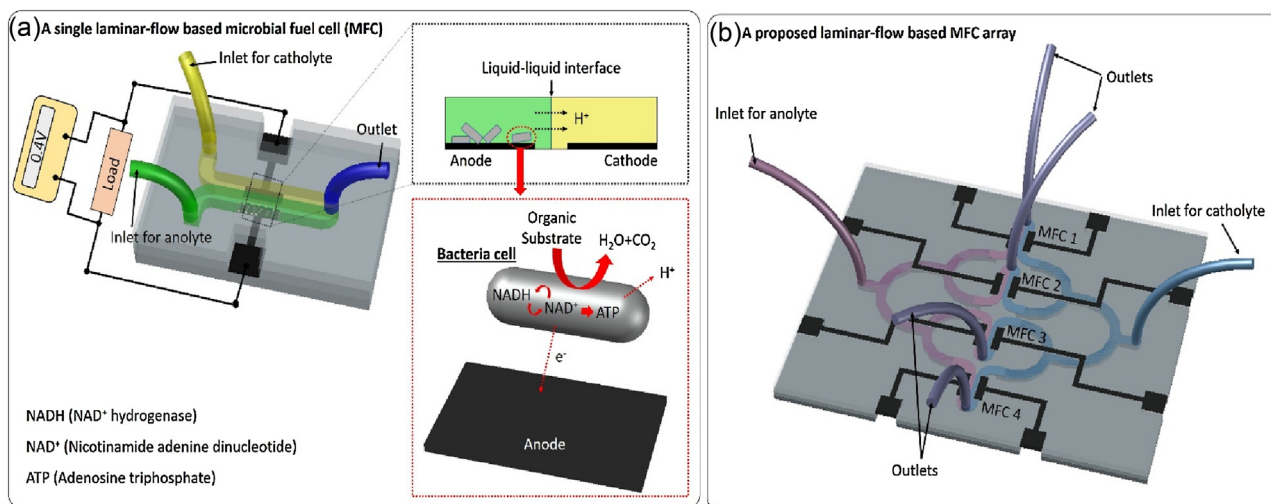 (a) A single laminar-flow based microbial fuel cell (MFC)
Inlet for catholyte
0.4V
Load
Outlet
Inlet for anolyte
Liquid-liquid interface
H⁺
Anode
Cathode
Organic
Substrate
H₂O+CO₂
Bacteria cell
H⁺
NADH
NAD⁺
ATP
e⁻
Anode
NADH (NAD⁺ hydrogenase)
NAD⁺ (Nicotinamide adenine dinucleotide)
ATP (Adenosine triphosphate)
(b) A proposed laminar-flow based MFC array
Outlets
Inlet for anolyte
Inlet for catholyte
MFC 1
MFC 2
MFC 3
MFC 4
Outlets